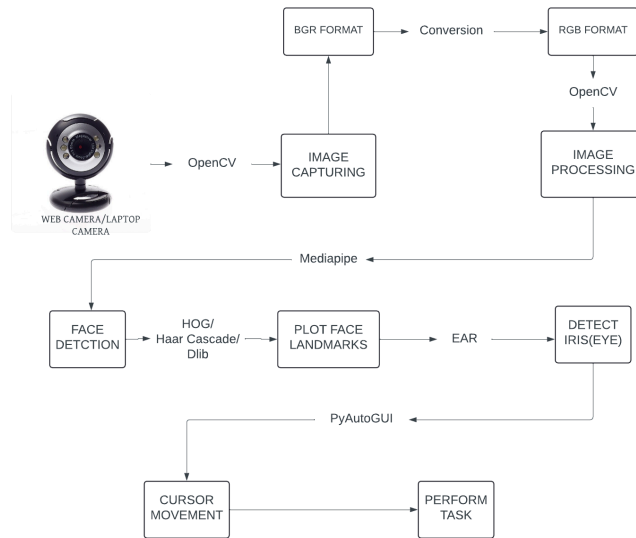 BGR FORMAT
Conversion
RGB FORMAT
OpenCV
OpenCV
IMAGE
CAPTURING
IMAGE
PROCESSING
WEB CAMERA/LAPTOP
CAMERA
Mediapipe
FACE
DETCTION
HOG/
Haar Cascade/
Dlib
PLOT FACE
LANDMARKS
EAR
DETECT
IRIS(EYE)
PyAutoGUI
CURSOR
MOVEMENT
PERFORM
TASK